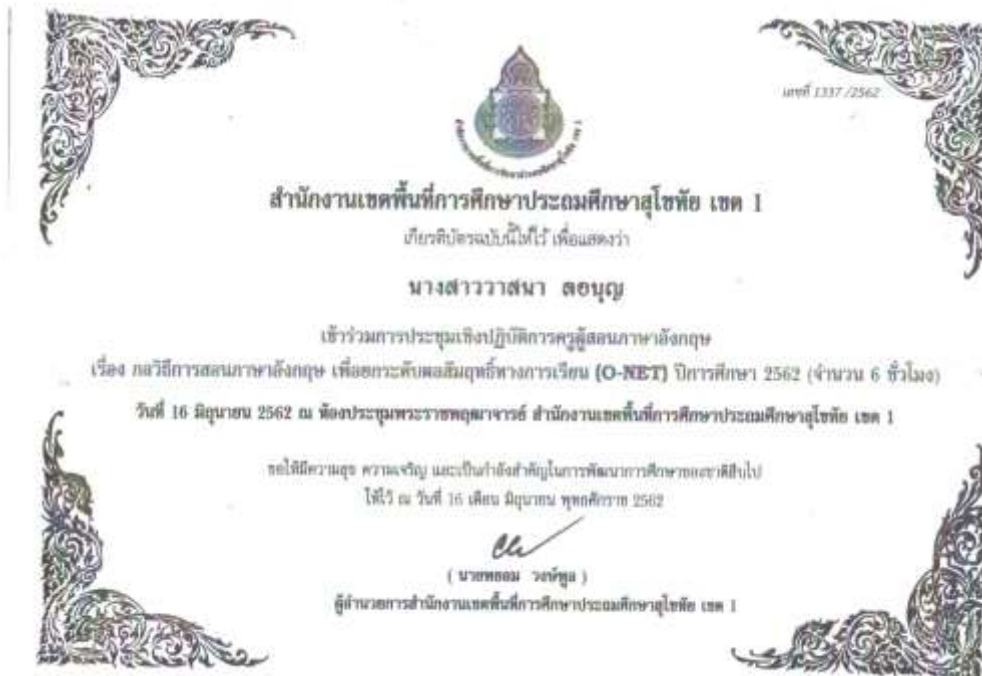 เลขที่ 1337 /2562
สำนักงานเขตพื้นที่การศึกษาประถมศึกษาสุโขทัย เขต 1
เกียรติบัตรฉบับนี้ให้ไว้ เพื่อแสดงว่า
นางสาววาสนา ตอบุญ
เข้าร่วมการประชุมเชิงปฏิบัติการครูผู้สอนภาษาอังกฤษ
เรื่อง กลวิธีการสอนภาษาอังกฤษ เพื่อยกระดับผลสัมฤทธิ์ทางการเรียน (O-NET) ปีการศึกษา 2562 (จำนวน 6 ชั่วโมง)
วันที่ 16 มิถุนายน 2562 ณ ห้องประชุมพระราชพฤฒาจารย์ สำนักงานเขตพื้นที่การศึกษาประถมศึกษาสุโขทัย เขต 1
ขอให้มีความสุข ความเจริญ และเป็นกำลังสำคัญในการพัฒนาการศึกษาของชาติสืบไป
ให้ไว้ ณ วันที่ 16 เดือน มิถุนายน พุทธศักราช 2562
( นายพยอม วงษ์พูล )
ผู้อำนวยการสำนักงานเขตพื้นที่การศึกษาประถมศึกษาสุโขทัย เขต 1